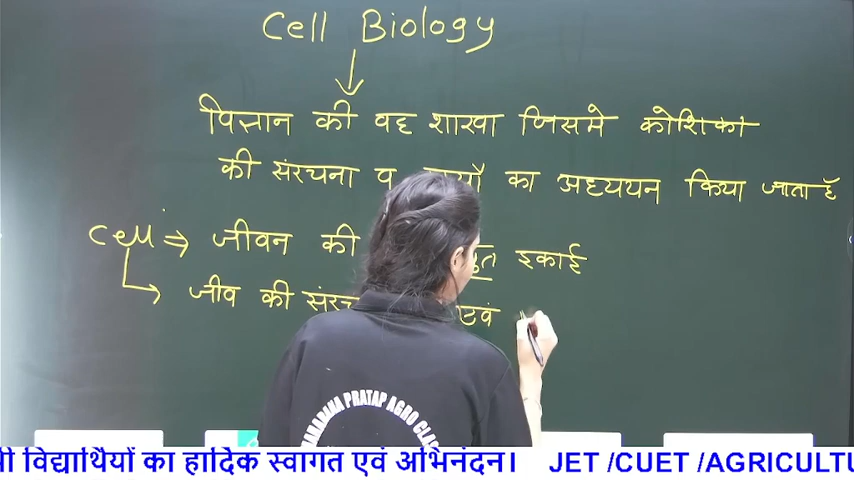 Cell Biology
विज्ञान की वह शाखा जिसमे कोशिका
की संरचना व का अध्ययन किया जाता है
Cell ⇒ जीवन की इकाई
जीव की एवं
MAHARANA PRATAP AGRO
विद्यार्थियों का हार्दिक स्वागत एवं अभिनंदन। JET /CUET